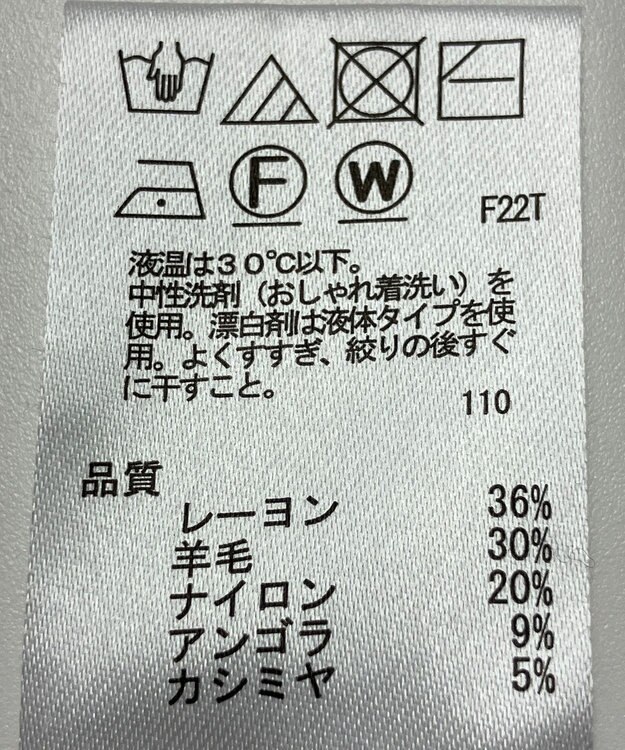 F
W
F22T
液温は30℃以下。
中性洗剤（おしゃれ着洗い）を
使用。漂白剤は液体タイプを使
用。よくすすぎ、絞りの後すぐ
に干すこと。
110
品質
レーヨン 36%
羊毛 30%
ナイロン 20%
アンゴラ 9%
カシミヤ 5%